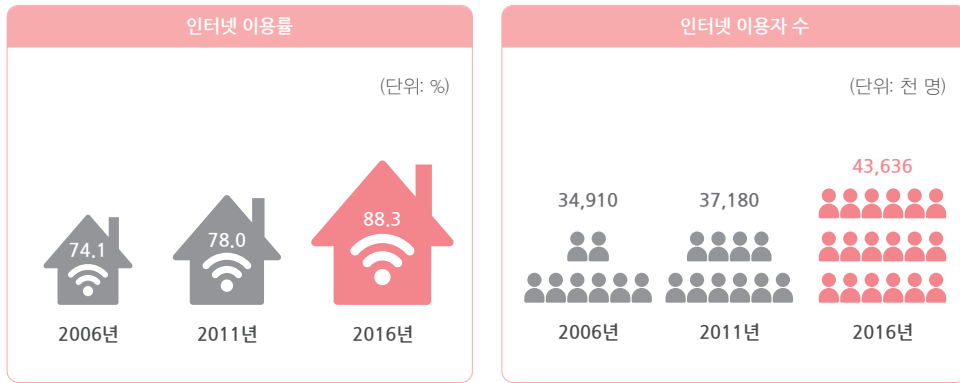 인터넷 이용률
(단위: %)
74.1
78.0
88.3
2006년
2011년
2016년
인터넷 이용자 수
(단위: 천 명)
34,910
37,180
43,636
2006년
2011년
2016년